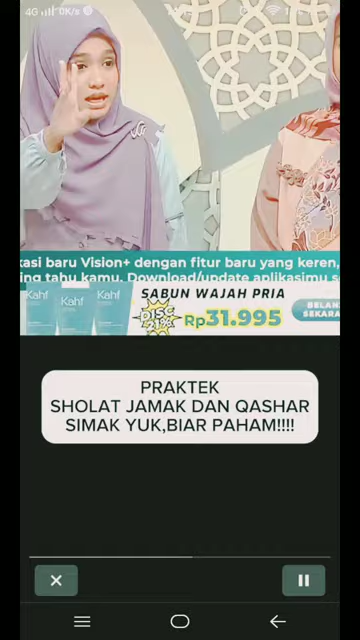 4G 0K/s
kasi baru Vision+ dengan fitur baru yang keren,
ing tahu kamu. Download/update aplikasimu s
Kahf Kahf Kahf
SABUN WAJAH PRIA
DISC 21% Rp31.995
BELAN
SEKARA
PRAKTEK
SHOLAT JAMAK DAN QASHAR
SIMAK YUK,BIAR PAHAM!!!!